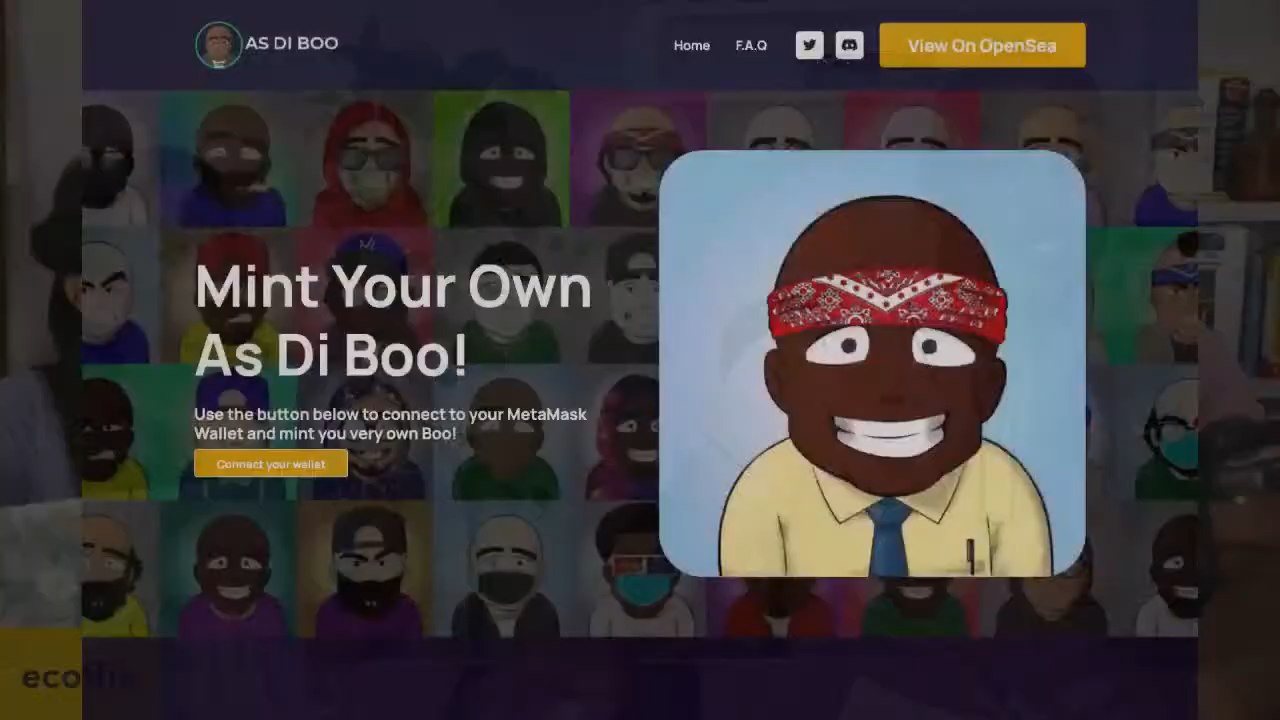 AS DI BOO
Home
F.A.Q
View On OpenSea
Mint Your Own
As Di Boo!
Use the button below to connect to your MetaMask
Wallet and mint you very own Boo!
Connect your wallet